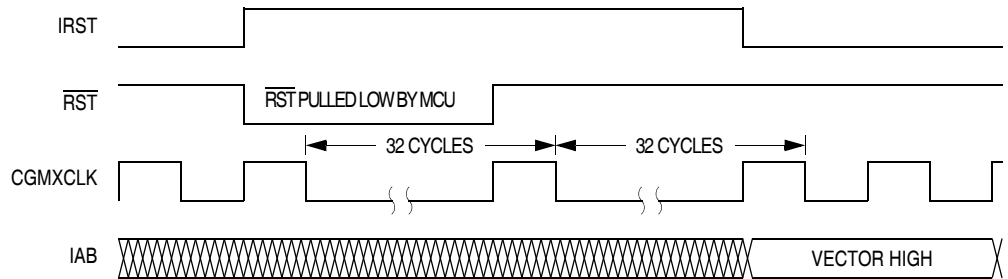 IRST
RST
RST PULLED LOW BY MCU
32 CYCLES
32 CYCLES
CGMXCLK
IAB
VECTOR HIGH